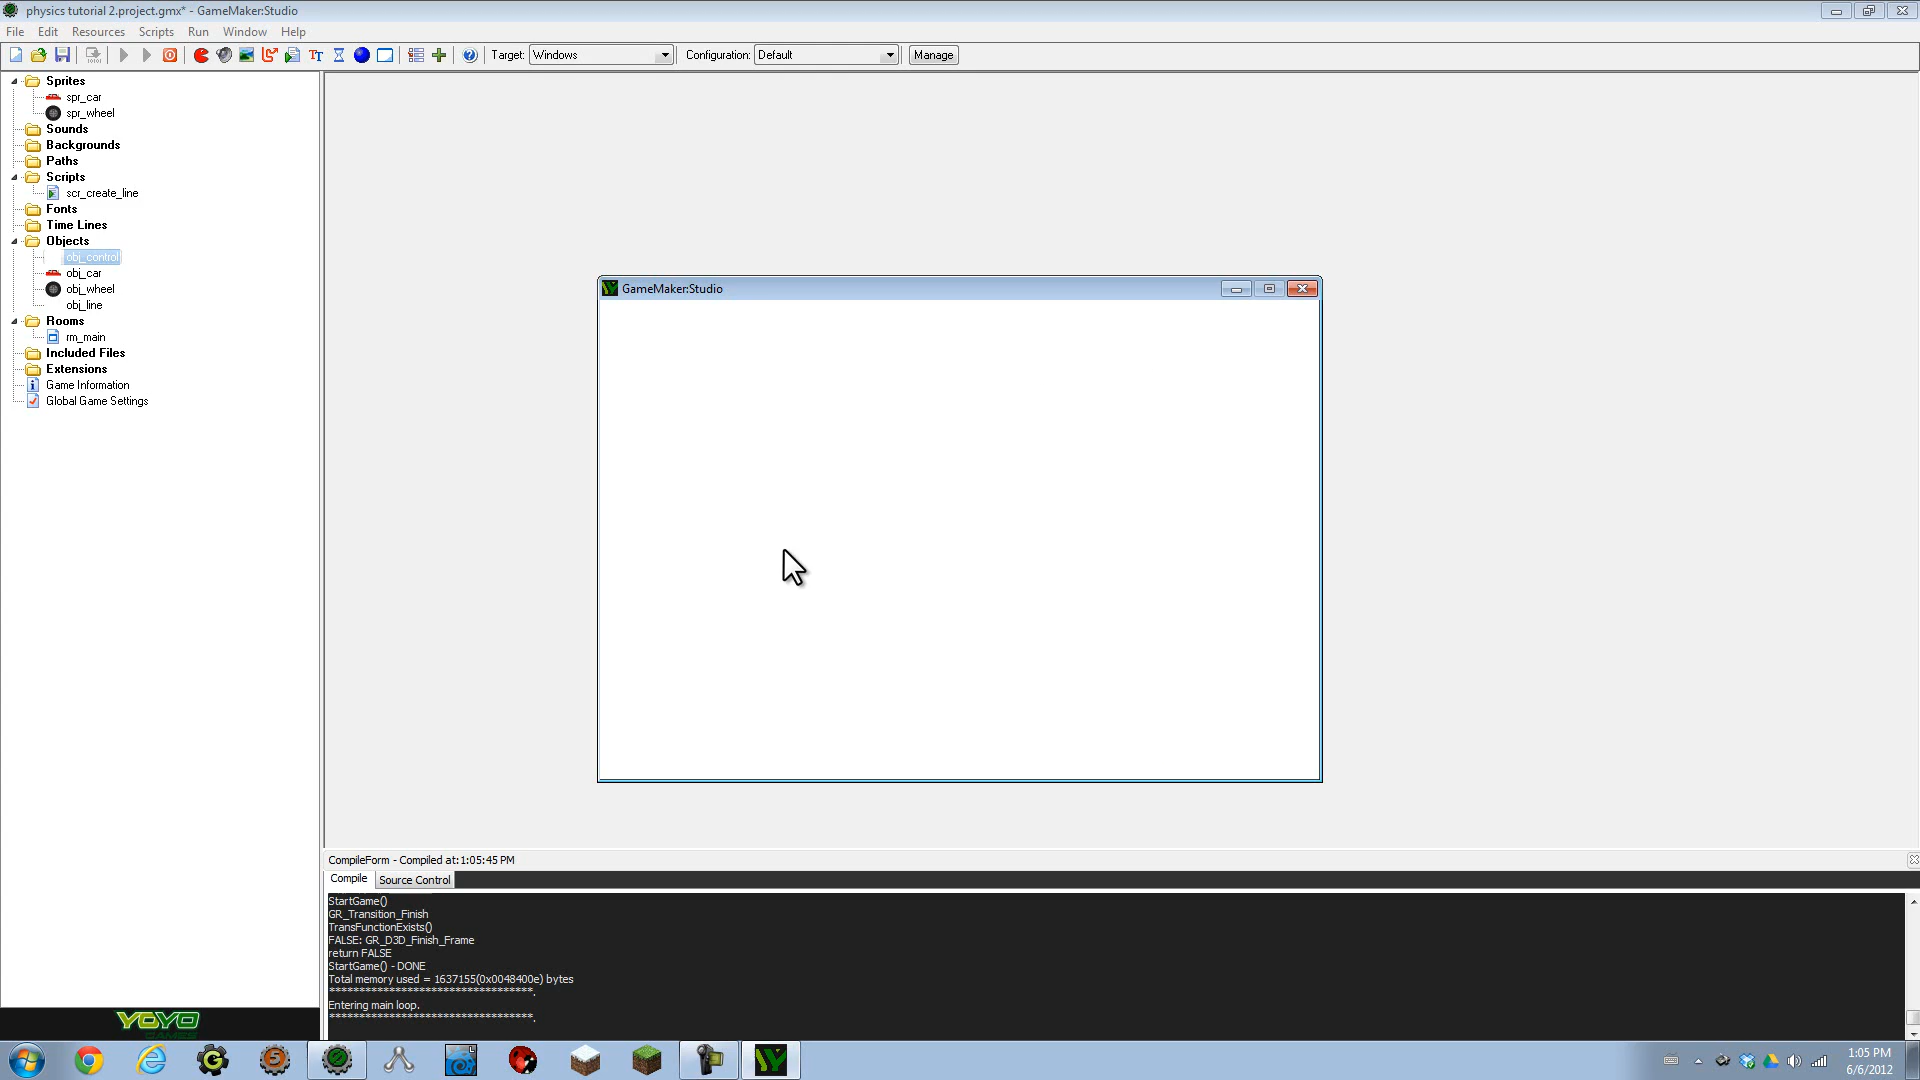 physics tutorial 2.project.gmx* - GameMaker:Studio
File Edit Resources Scripts Run Window Help
Target: Windows Configuration: Default Manage
Sprites
spr_car
spr_wheel
Sounds
Backgrounds
Paths
Scripts
scr_create_line
Fonts
Time Lines
Objects
obj_control
obj_car
obj_wheel
obj_line
Rooms
rm_main
Included Files
Extensions
Game Information
Global Game Settings
GameMaker:Studio
CompileForm - Compiled at:1:05:45 PM
Compile Source Control
StartGame()
GR_Transition_Finish
TransFunctionExists()
FALSE: GR_D3D_Finish_Frame
return FALSE
StartGame() - DONE
Total memory used = 1637155(0x0048400e) bytes
**********************************.
Entering main loop.
**********************************.
YOYO
GAMES
1:05 PM
6/6/2012